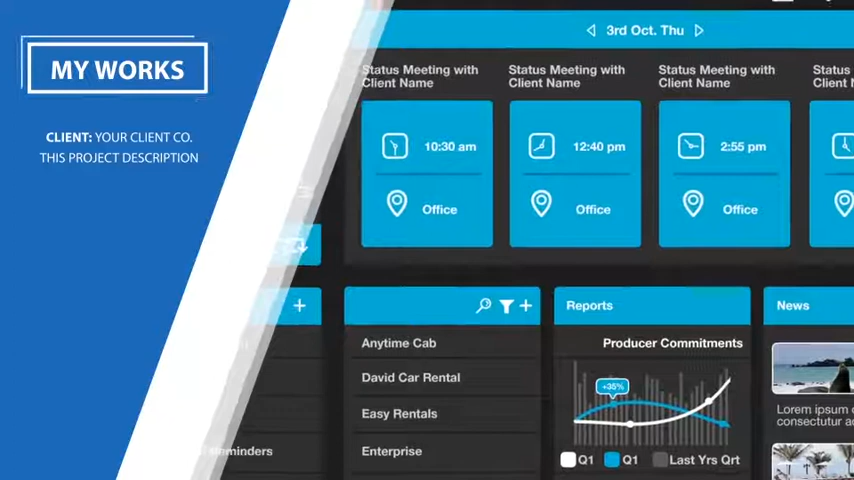 MY WORKS
CLIENT: YOUR CLIENT CO.
THIS PROJECT DESCRIPTION
3rd Oct. Thu
Status Meeting with
Client Name
10:30 am
Office
Status Meeting with
Client Name
12:40 pm
Office
Status Meeting with
Client Name
2:55 pm
Office
Status
Client
Anytime Cab
David Car Rental
Easy Rentals
Enterprise
Reports
Producer Commitments
+35%
Q1
Q1
Last Yrs Qrt
News
Lorem ipsum
consectetur